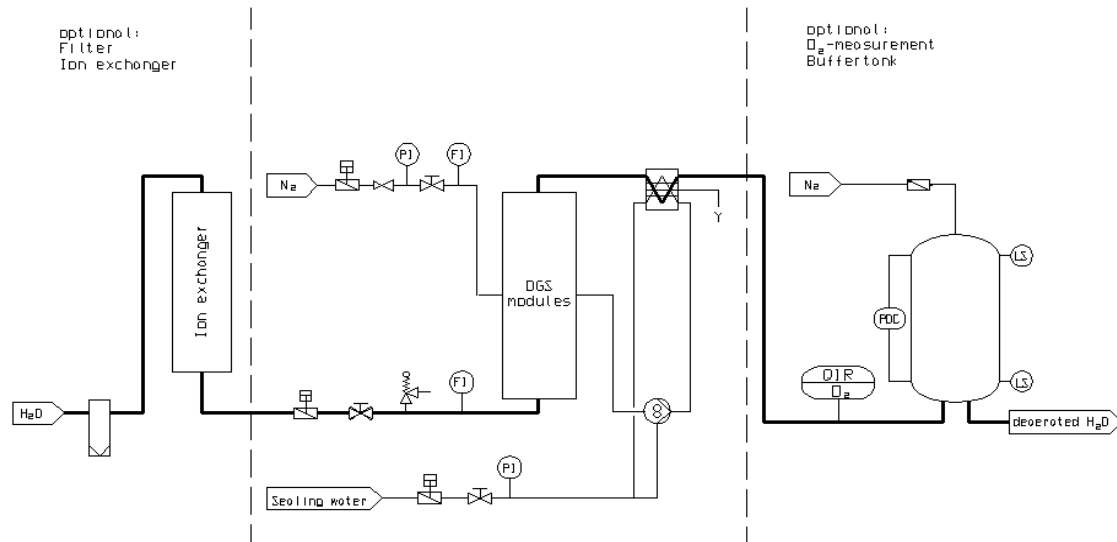 optional:
Filter
Ion exchanger
optional:
O₂-measurement
Buffertank
PI
FI
N₂
N₂
Y
Ion exchanger
DGS
modules
LS
PDC
FI
QIR
O₂
LS
H₂O
deaerated H₂O
PI
Sealing water